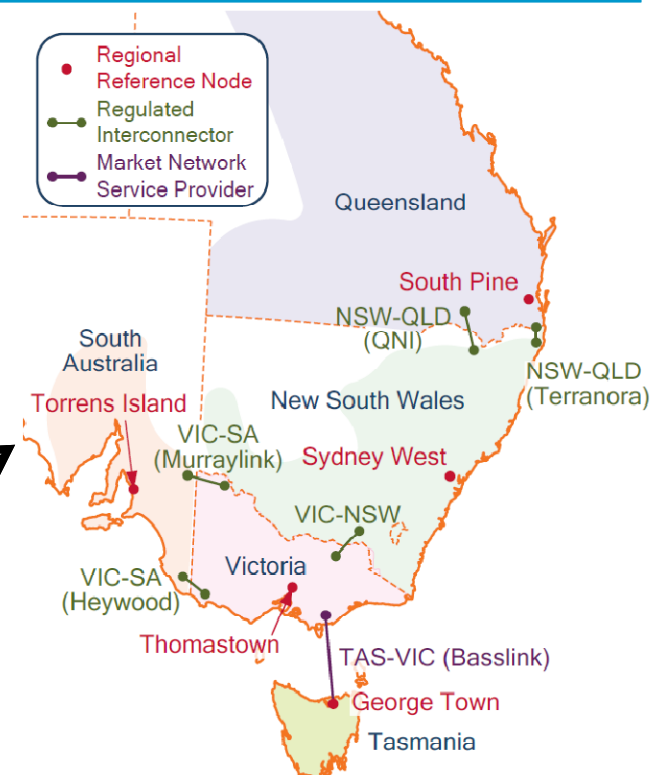 Regional
Reference Node
Regulated
Interconnector
Market Network
Service Provider
Queensland
South Pine
NSW-QLD
(QNI)
South
Australia
NSW-QLD
(Terranora)
Torrens Island
New South Wales
VIC-SA
(Murraylink)
Sydney West
VIC-NSW
Victoria
VIC-SA
(Heywood)
Thomastown
TAS-VIC (Basslink)
George Town
Tasmania